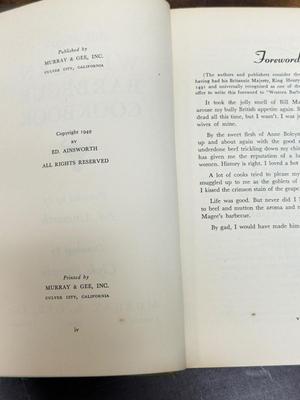 Published by
MURRAY & GEE, INC.
CULVER CITY, CALIFORNIA
Copyright 1949
BY
ED. AINSWORTH
ALL RIGHTS RESERVED
Printed by
MURRAY & GEE, INC.
CULVER CITY, CALIFORNIA
iv
Foreword
(The authors and publishers consider the
having had his Britannic Majesty, King Henry
1491 and universally recognized as one of the
offer to write this foreword to "Western Barb
It took the jolly smell of Bill Ma
arouse my bully British appetite again. I
dead all this time, but I wasn't. I was ju
wives of mine.
By the sweet flesh of Anne Boleyn
up and about again with the good
underdone beef trickling down my chi
has given me the reputation of a ba
women. History is right. I loved a hot
A lot of cooks tried to please my
smuggled up to me as the goblets of
I kissed the crimson stain of the grape
Life was good. But never did I
to beef and mutton the aroma and
Magee's barbecue.
By gad, I would have made him
v